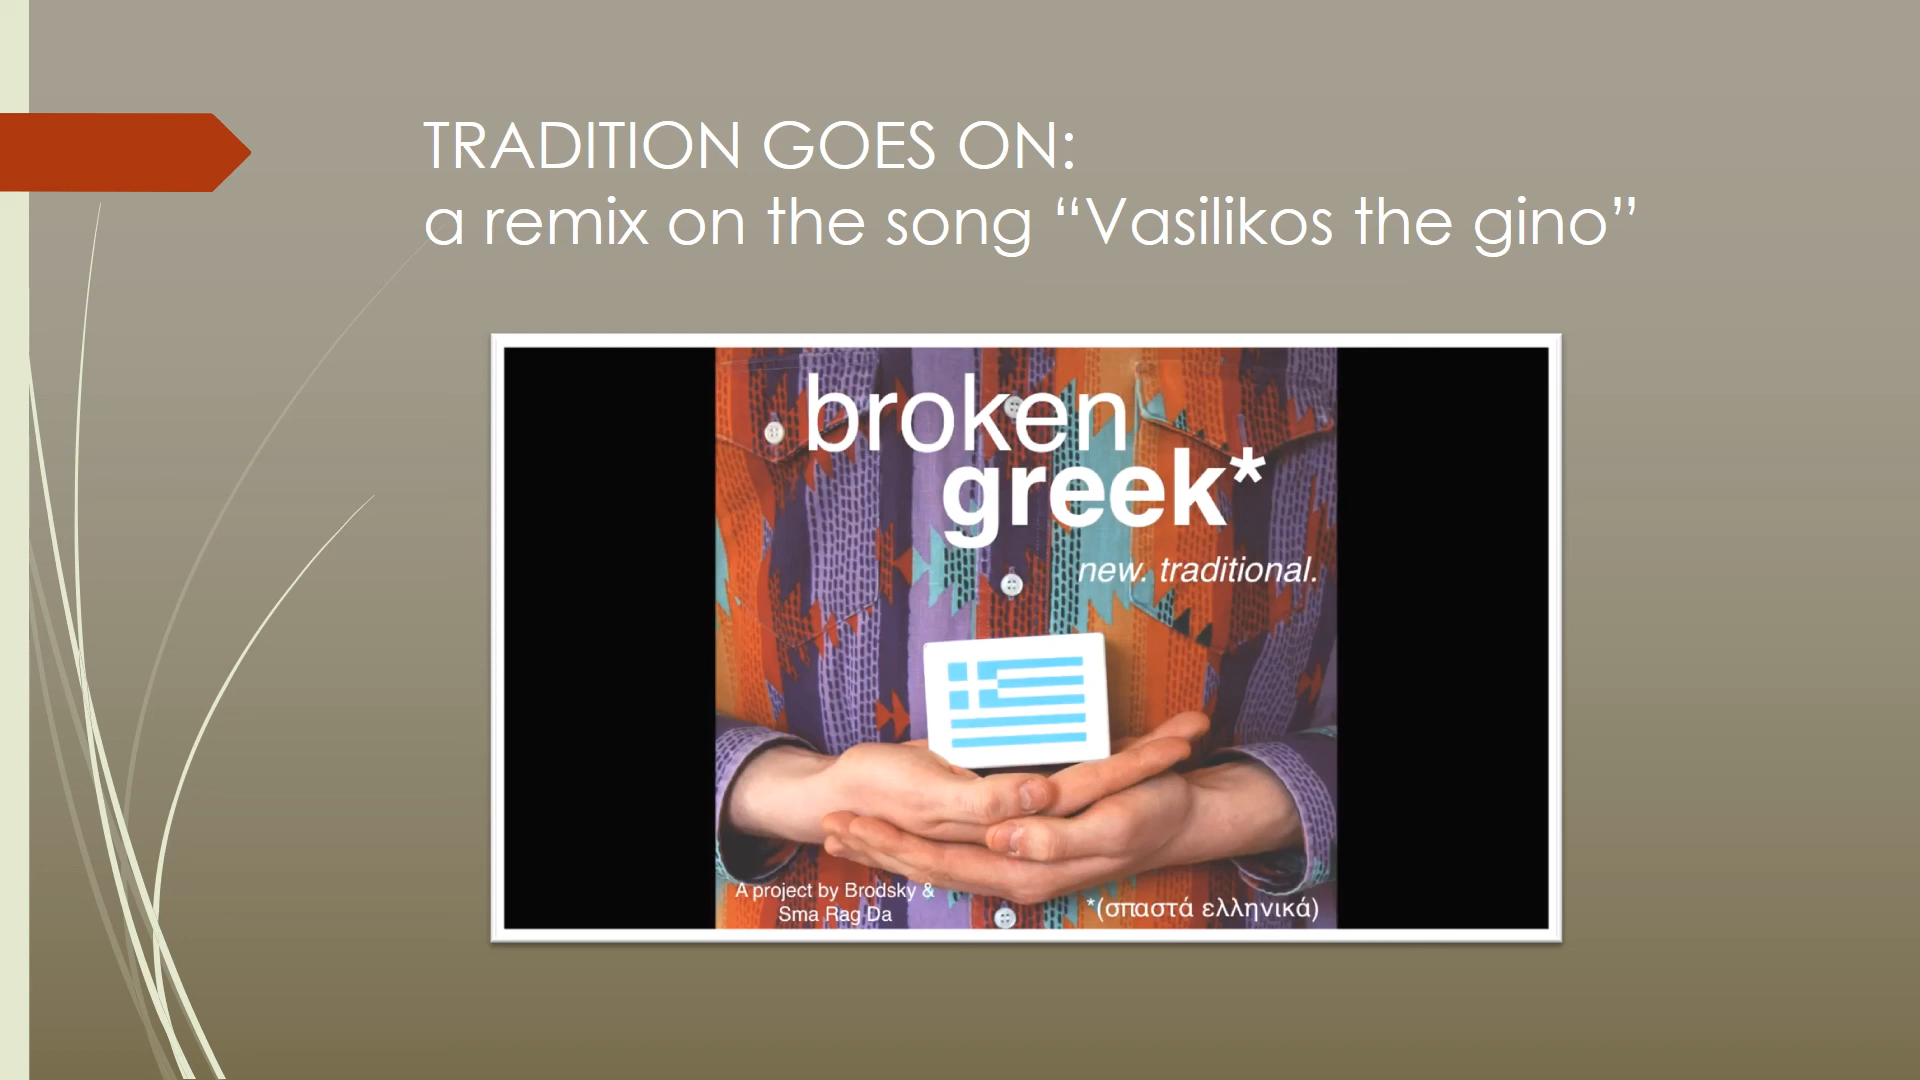 TRADITION GOES ON:
a remix on the song “Vasilikos the gino”
broken
greek*
new. traditional.
A project by Brodsky &
Sma Rag Da
*(σπαστά ελληνικά)